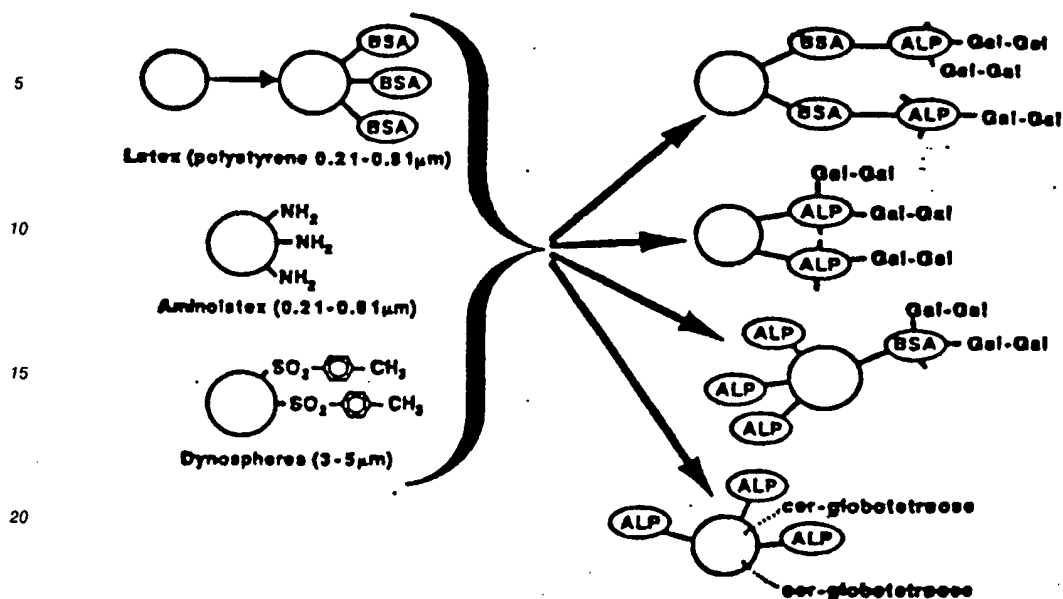 5
10
15
20
BSA
BSA
BSA
Latex (polystyrene 0.21-0.81µm)
NH2
NH2
NH2
Aminolatex (0.21-0.81µm)
SO2 CH3
SO2 CH3
Dynospheres (3-5µm)
BSA ALP Gal-Gal
Gal-Gal
BSA ALP Gal-Gal
Gal-Gal
ALP Gal-Gal
ALP Gal-Gal
ALP
Gal-Gal
BSA Gal-Gal
ALP
ALP
ALP
cer-globotetraose
ALP
ALP
cer-globotetraose